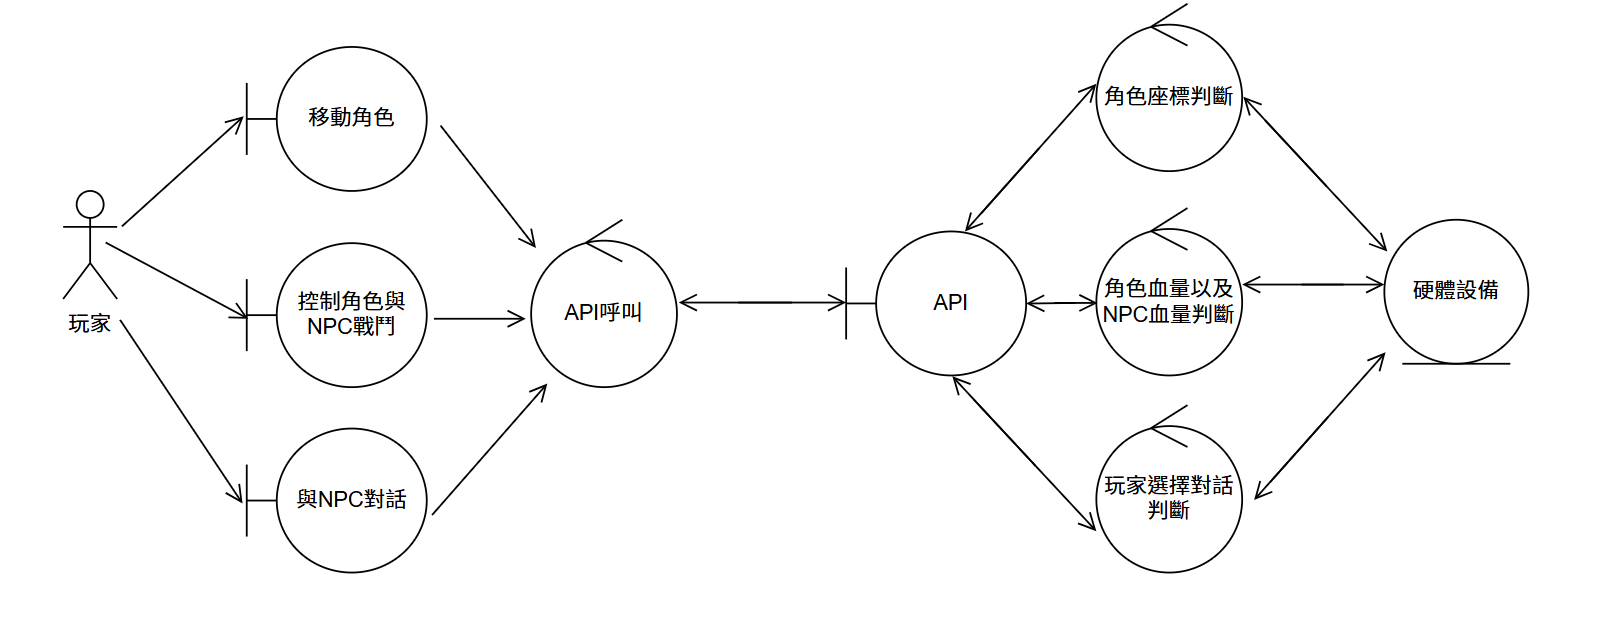 玩家
移動角色
控制角色與
NPC戰鬥
與NPC對話
API呼叫
API
角色座標判斷
角色血量以及
NPC血量判斷
玩家選擇對話
判斷
硬體設備